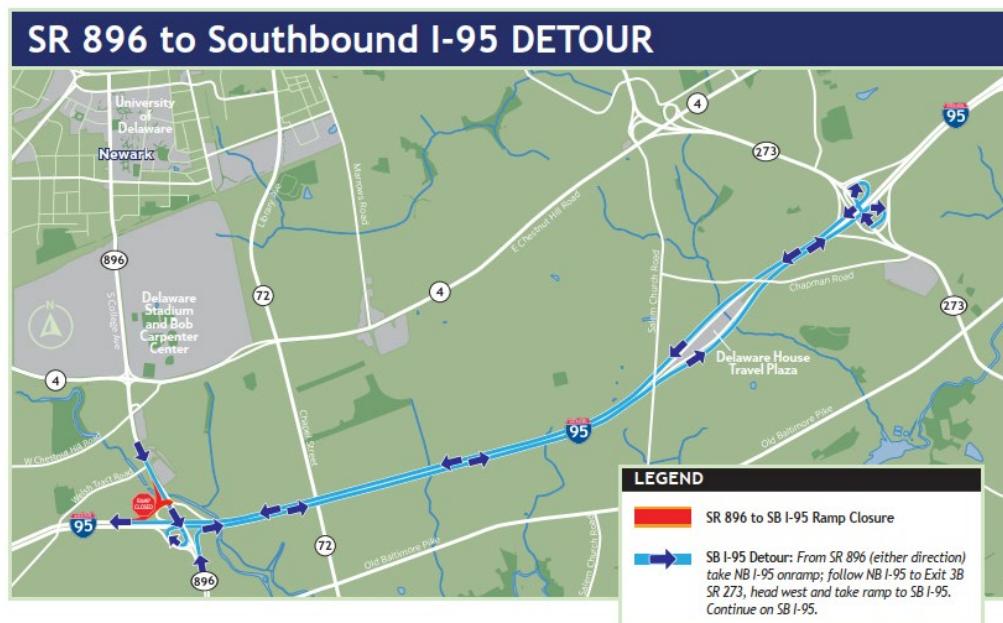 SR 896 to Southbound I-95 DETOUR
University
of
Delaware
Newark
4
95
273
Library Ave
Marrows Road
E Chestnut Hill Road
896
S College Ave
Salem Church Road
Chapman Road
N
Delaware
Stadium
and Bob
Carpenter
Center
72
4
273
Delaware House
Travel Plaza
4
95
Old Baltimore Pike
W Chestnut Hill Road
Chapel Street
Welsh Tract Road
RAMP
CLOSED
95
72
Old Baltimore Pike
Salem Church Road
896
LEGEND
SR 896 to SB I-95 Ramp Closure
SB I-95 Detour: From SR 896 (either direction)
take NB I-95 onramp; follow NB I-95 to Exit 3B
SR 273, head west and take ramp to SB I-95.
Continue on SB I-95.